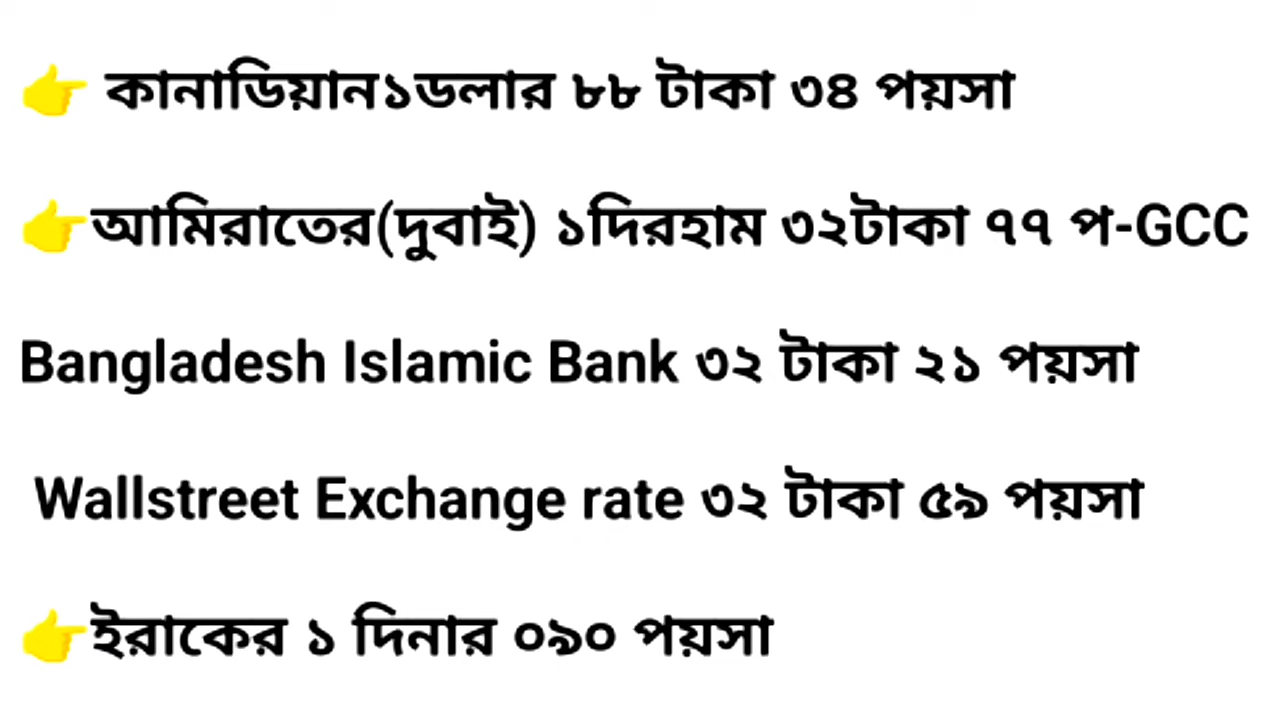 👉 কানাডিয়ান১ডলার ৮৮ টাকা ৩৪ পয়সা
👉আমিরাতের(দুবাই) ১দিরহাম ৩২টাকা ৭৭ প-GCC
Bangladesh Islamic Bank ৩২ টাকা ২১ পয়সা
Wallstreet Exchange rate ৩২ টাকা ৫৯ পয়সা
👉ইরাকের ১ দিনার ০৯০ পয়সা